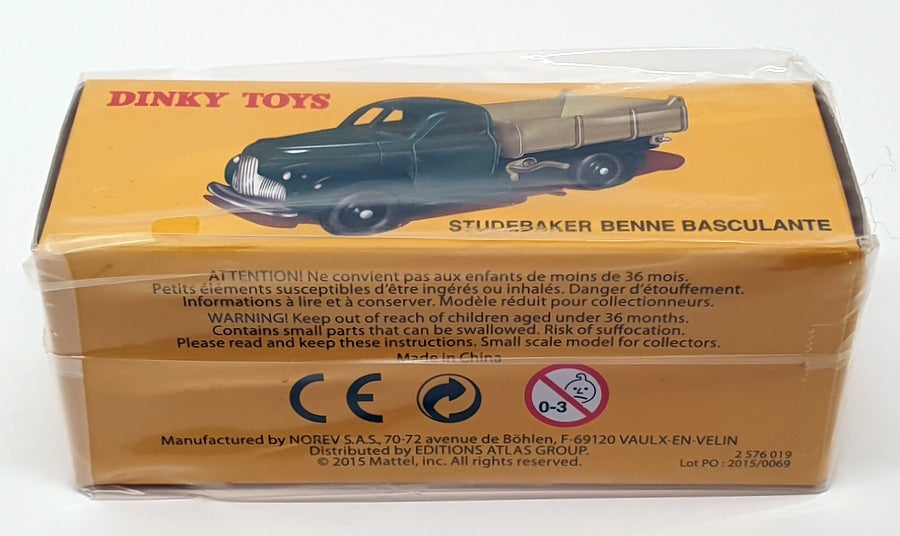 DINKY TOYS
STUDEBAKER BENNE BASCULANTE
ATTENTION! Ne convient pas aux enfants de moins de 36 mois.
Petits éléments susceptibles d'être ingérés ou inhalés. Danger d'étouffement.
Informations à lire et à conserver. Modèle réduit pour collectionneurs.
WARNING! Keep out of reach of children aged under 36 months.
Contains small parts that can be swallowed. Risk of suffocation.
Please read and keep these instructions. Small scale model for collectors.
Made in China
CE
0-3
Manufactured by NOREV S.A.S., 70-72 avenue de Böhlen, F-69120 VAULX-EN-VELIN
Distributed by EDITIONS ATLAS GROUP.
© 2015 Mattel, inc. All rights reserved.
2 576 019
Lot PO : 2015/0069